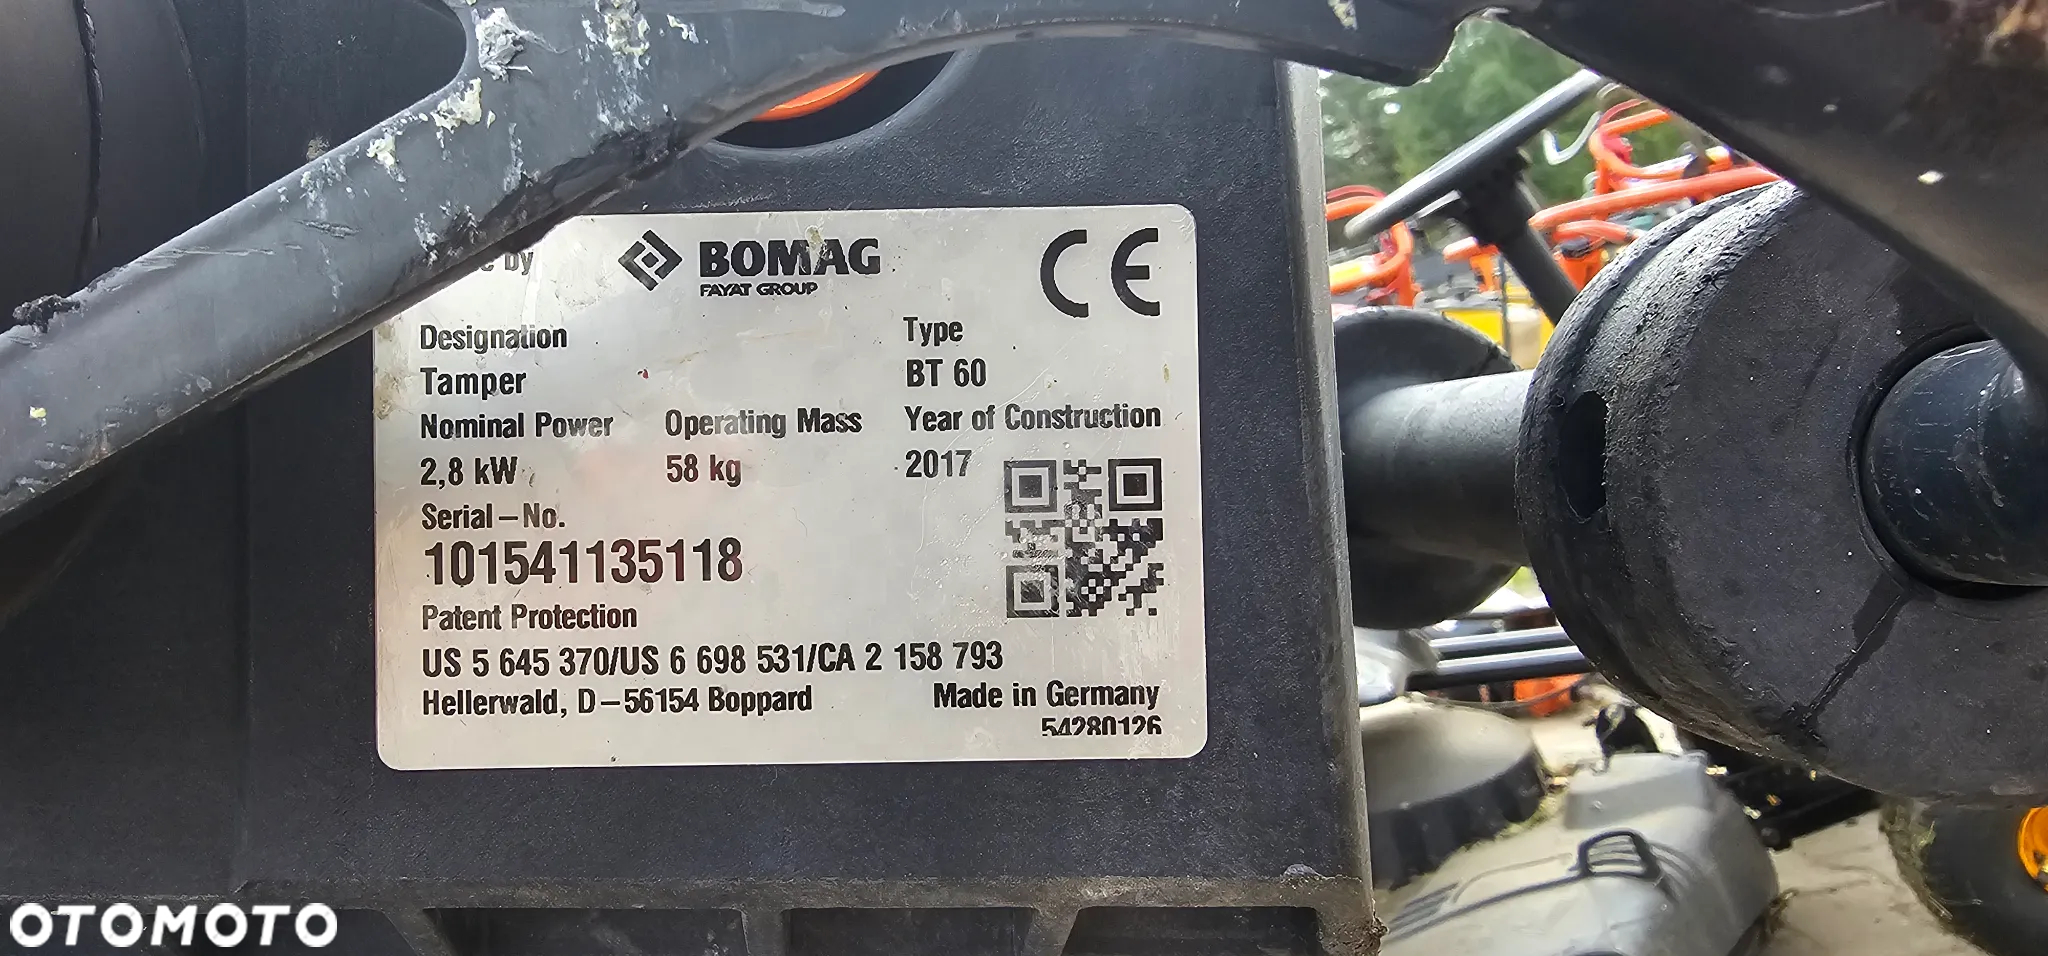 by
BOMAG
FAYAT GROUP
CE
Designation
Type
Tamper
BT 60
Nominal Power Operating Mass Year of Construction
2,8 kW 58 kg 2017
Serial-No.
101541135118
Patent Protection
US 5 645 370/US 6 698 531/CA 2 158 793
Hellerwald, D-56154 Boppard Made in Germany
54280126
OTOMOTO